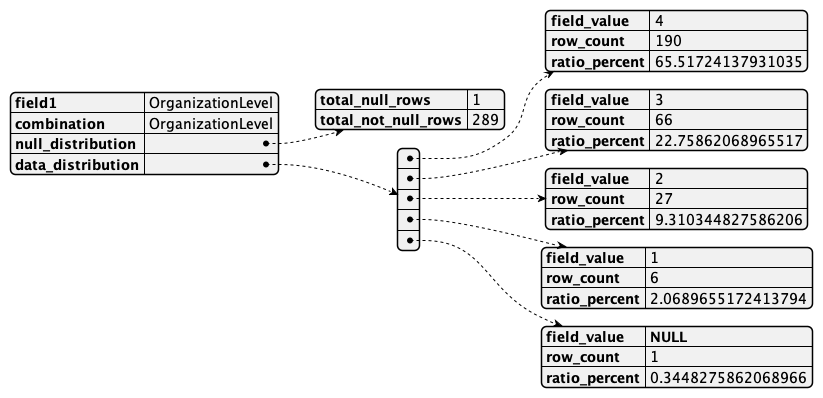 field1 OrganizationLevel
combination OrganizationLevel
null_distribution
data_distribution
total_null_rows 1
total_not_null_rows 289
field_value 4
row_count 190
ratio_percent 65.51724137931035
field_value 3
row_count 66
ratio_percent 22.75862068965517
field_value 2
row_count 27
ratio_percent 9.310344827586206
field_value 1
row_count 6
ratio_percent 2.0689655172413794
field_value NULL
row_count 1
ratio_percent 0.3448275862068966